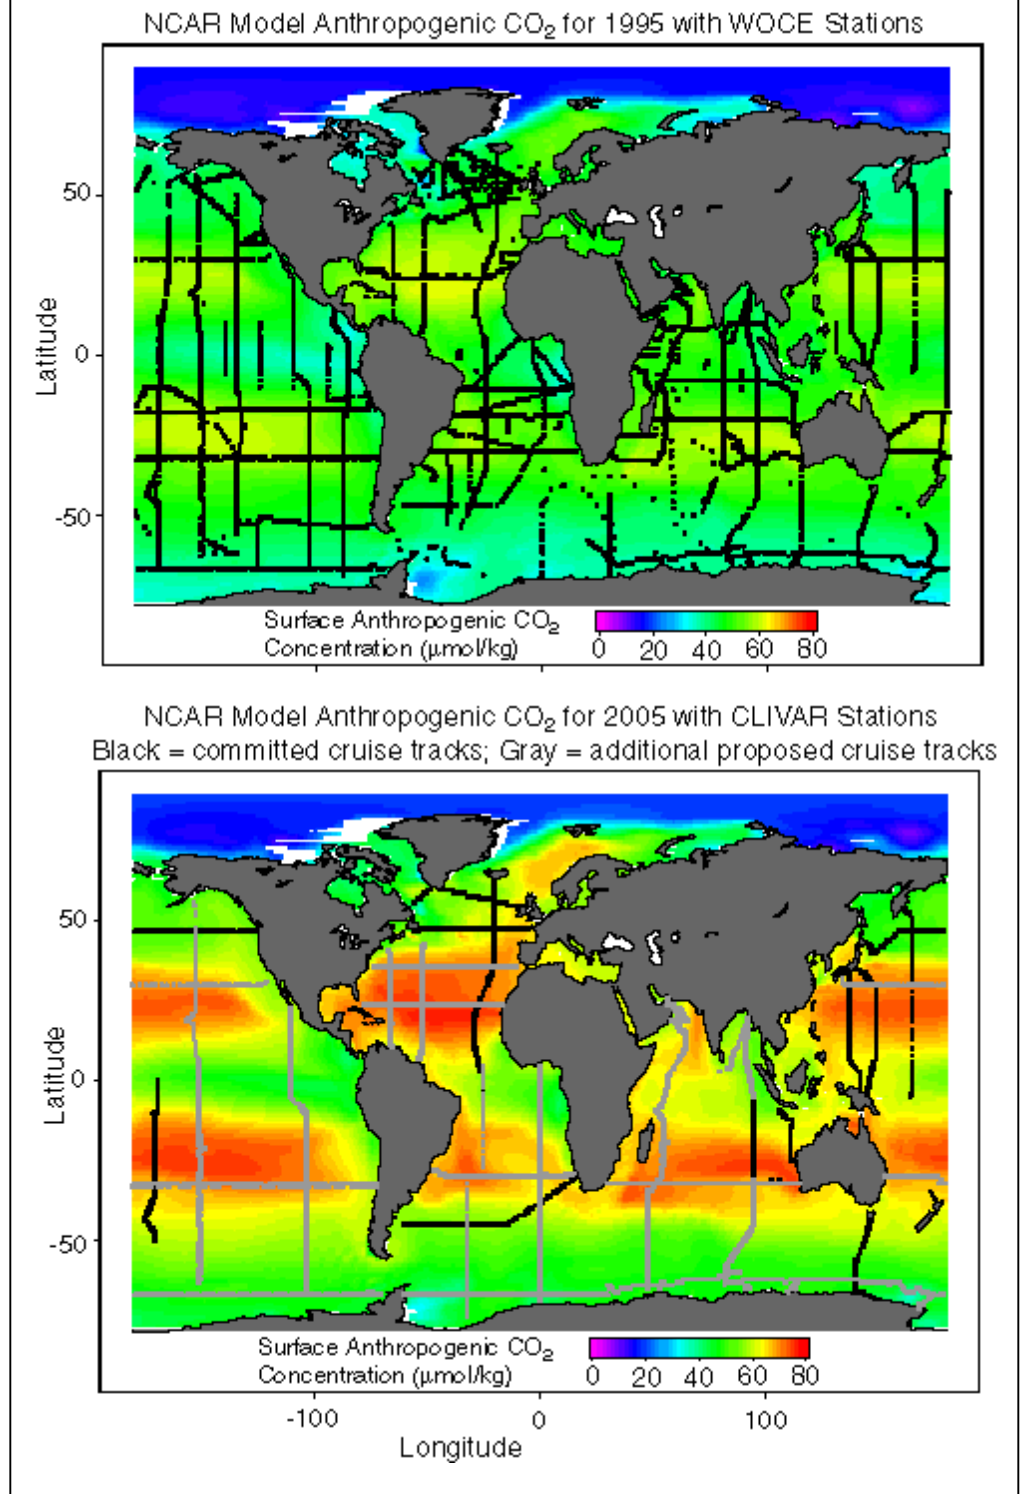 NCAR Model Anthropogenic CO₂ for 1995 with WOCE Stations
Latitude
50
0
-50
Surface Anthropogenic CO₂
Concentration (μmol/kg)
0 20 40 60 80
NCAR Model Anthropogenic CO₂ for 2005 with CLIVAR Stations
Black = committed cruise tracks; Gray = additional proposed cruise tracks
Latitude
50
0
-50
Surface Anthropogenic CO₂
Concentration (μmol/kg)
0 20 40 60 80
-100 0 100
Longitude